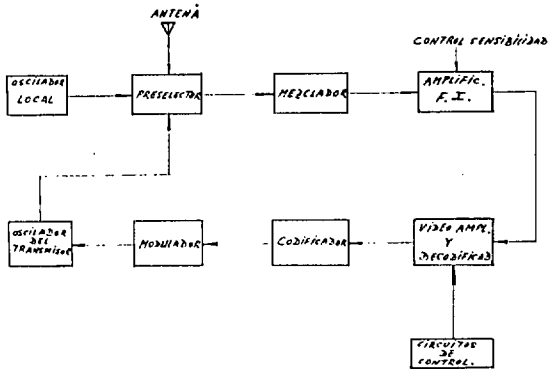 ANTENA
CONTROL SENSIBILIDAD
OSCILADOR
LOCAL
PRESELECTOR
MEZCLADOR
AMPLIFIC.
F. I.
OSCILADOR
DEL
TRANSMISOR
MODULADOR
CODIFICADOR
VIDEO AMPL.
Y
DECODIFICAD
CIRCUITOS
DE
CONTROL.